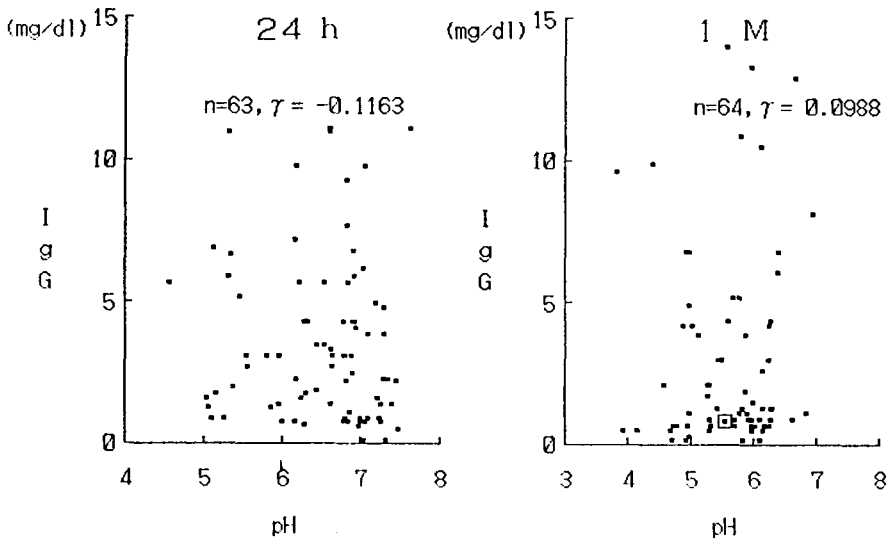 (mg/dl) 15 24 h
n=63, γ = -0.1163
10
I
g
G
5
0
4 5 6 7 8
pH
(mg/dl) 15 1 M
n=64, γ = 0.0988
10
I
g
G
5
0
3 4 5 6 7 8
pH